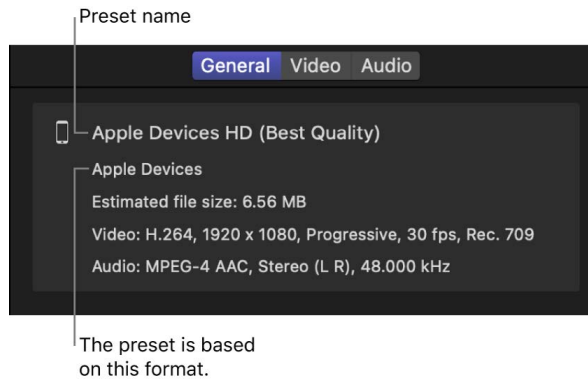 Preset name
General Video Audio
Apple Devices HD (Best Quality)
Apple Devices
Estimated file size: 6.56 MB
Video: H.264, 1920 x 1080, Progressive, 30 fps, Rec. 709
Audio: MPEG-4 AAC, Stereo (L R), 48.000 kHz
The preset is based
on this format.